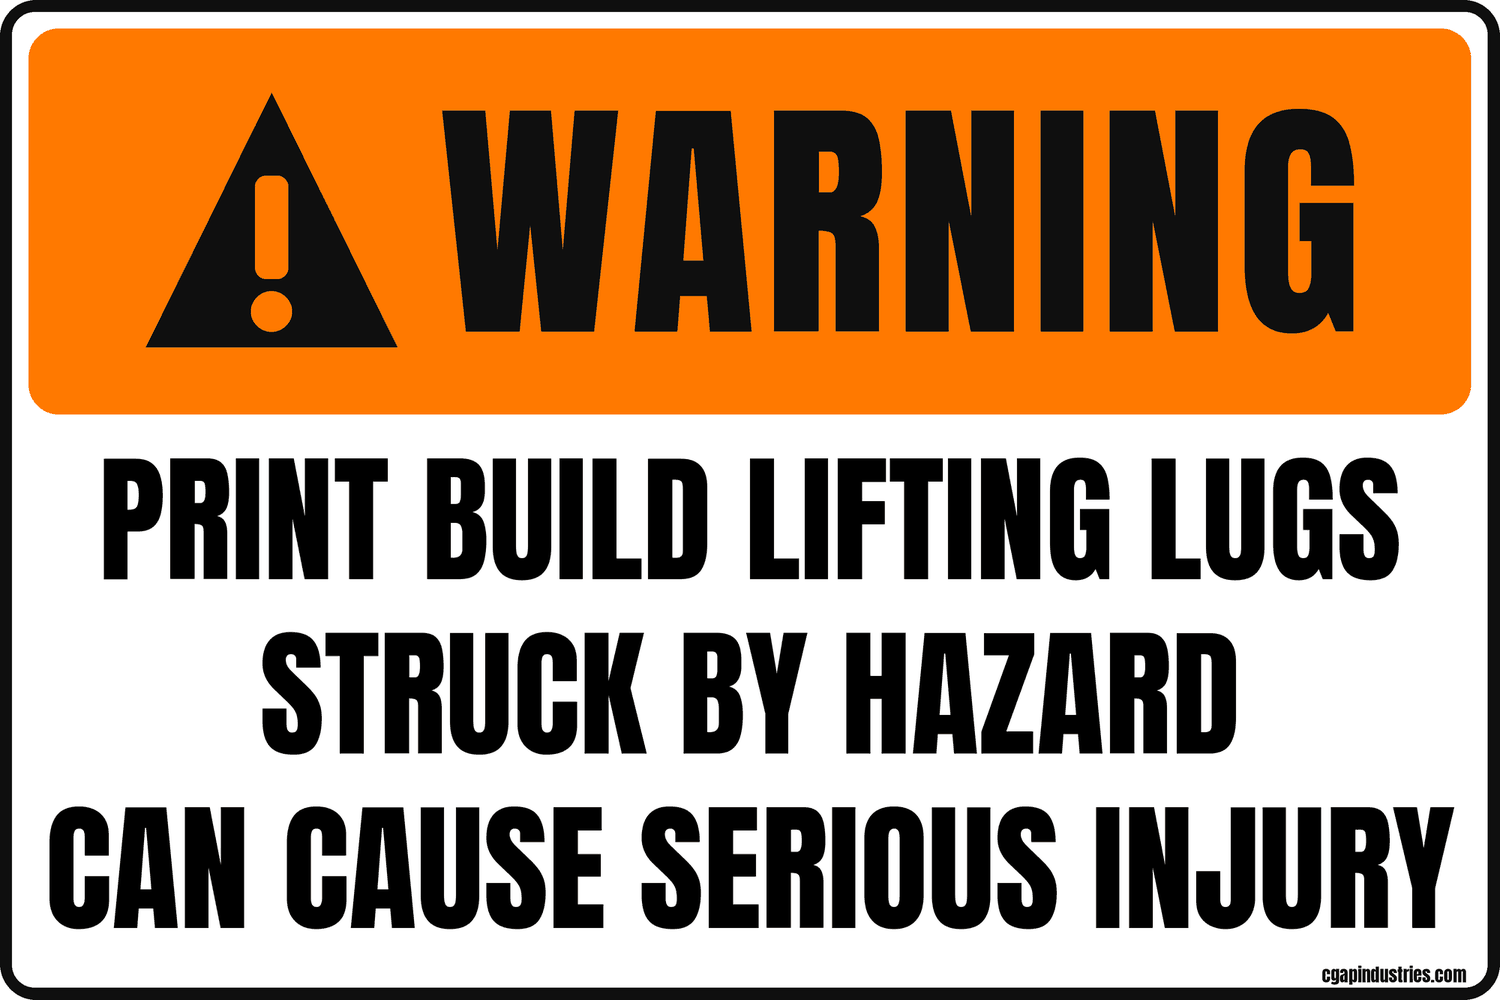 WARNING
PRINT BUILD LIFTING LUGS
STRUCK BY HAZARD
CAN CAUSE SERIOUS INJURY
cgapindustries.com